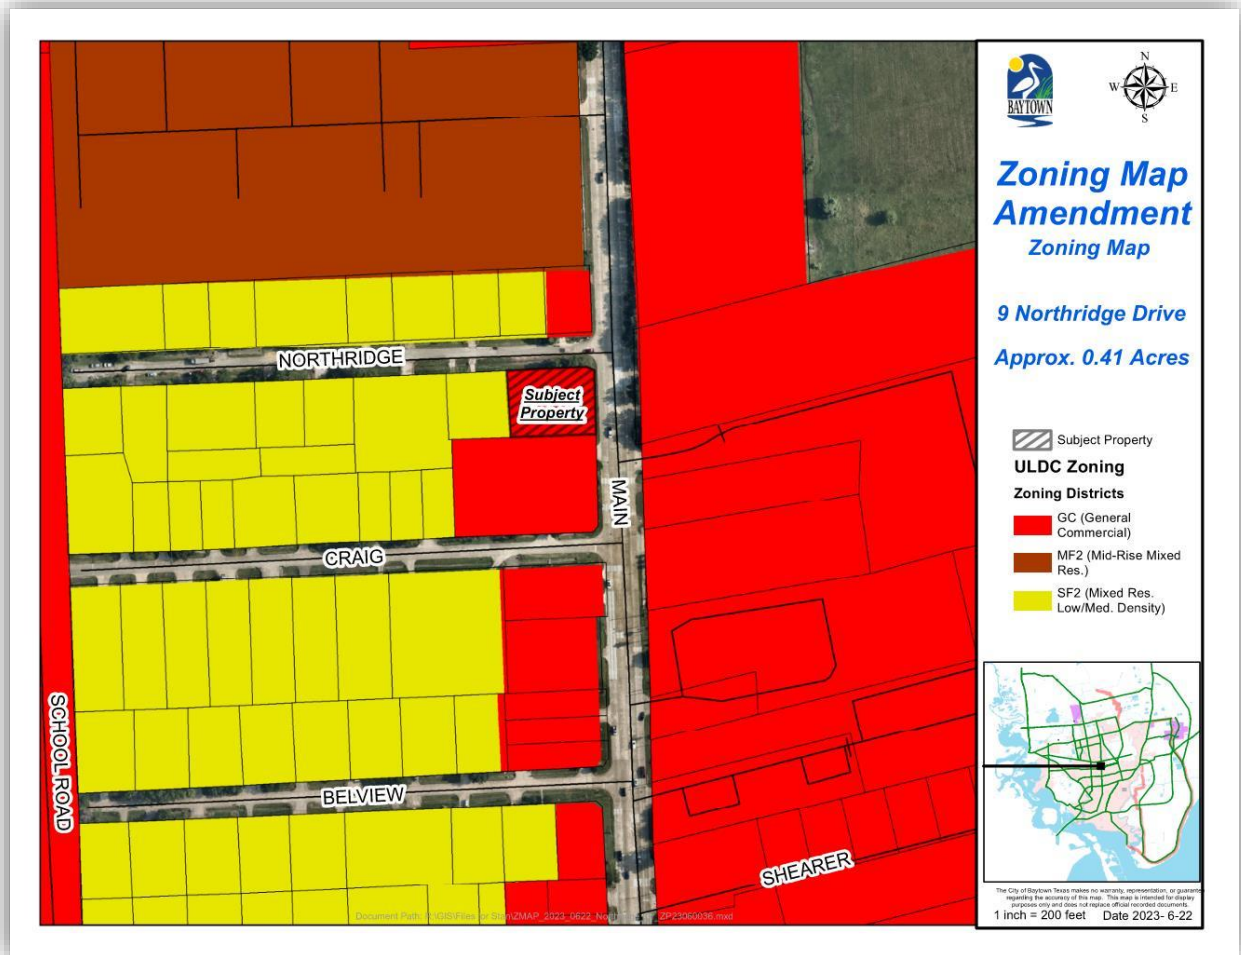 NORTHRIDGE
Subject
Property
MAIN
CRAIG
SCHOOL ROAD
BELVIEW
SHEARER
BAYTOWN
N
W
E
S
Zoning Map
Amendment
Zoning Map
9 Northridge Drive
Approx. 0.41 Acres
Subject Property
ULDC Zoning
Zoning Districts
GC (General
Commercial)
MF2 (Mid-Rise Mixed
Res.)
SF2 (Mixed Res.
Low/Med. Density)
The City of Baytown Texas makes no warranty, representation, or guarantee
regarding the accuracy of this map. This map is intended for display
purposes only and does not replace official recorded documents.
1 inch = 200 feet Date 2023- 6-22
Document Path: